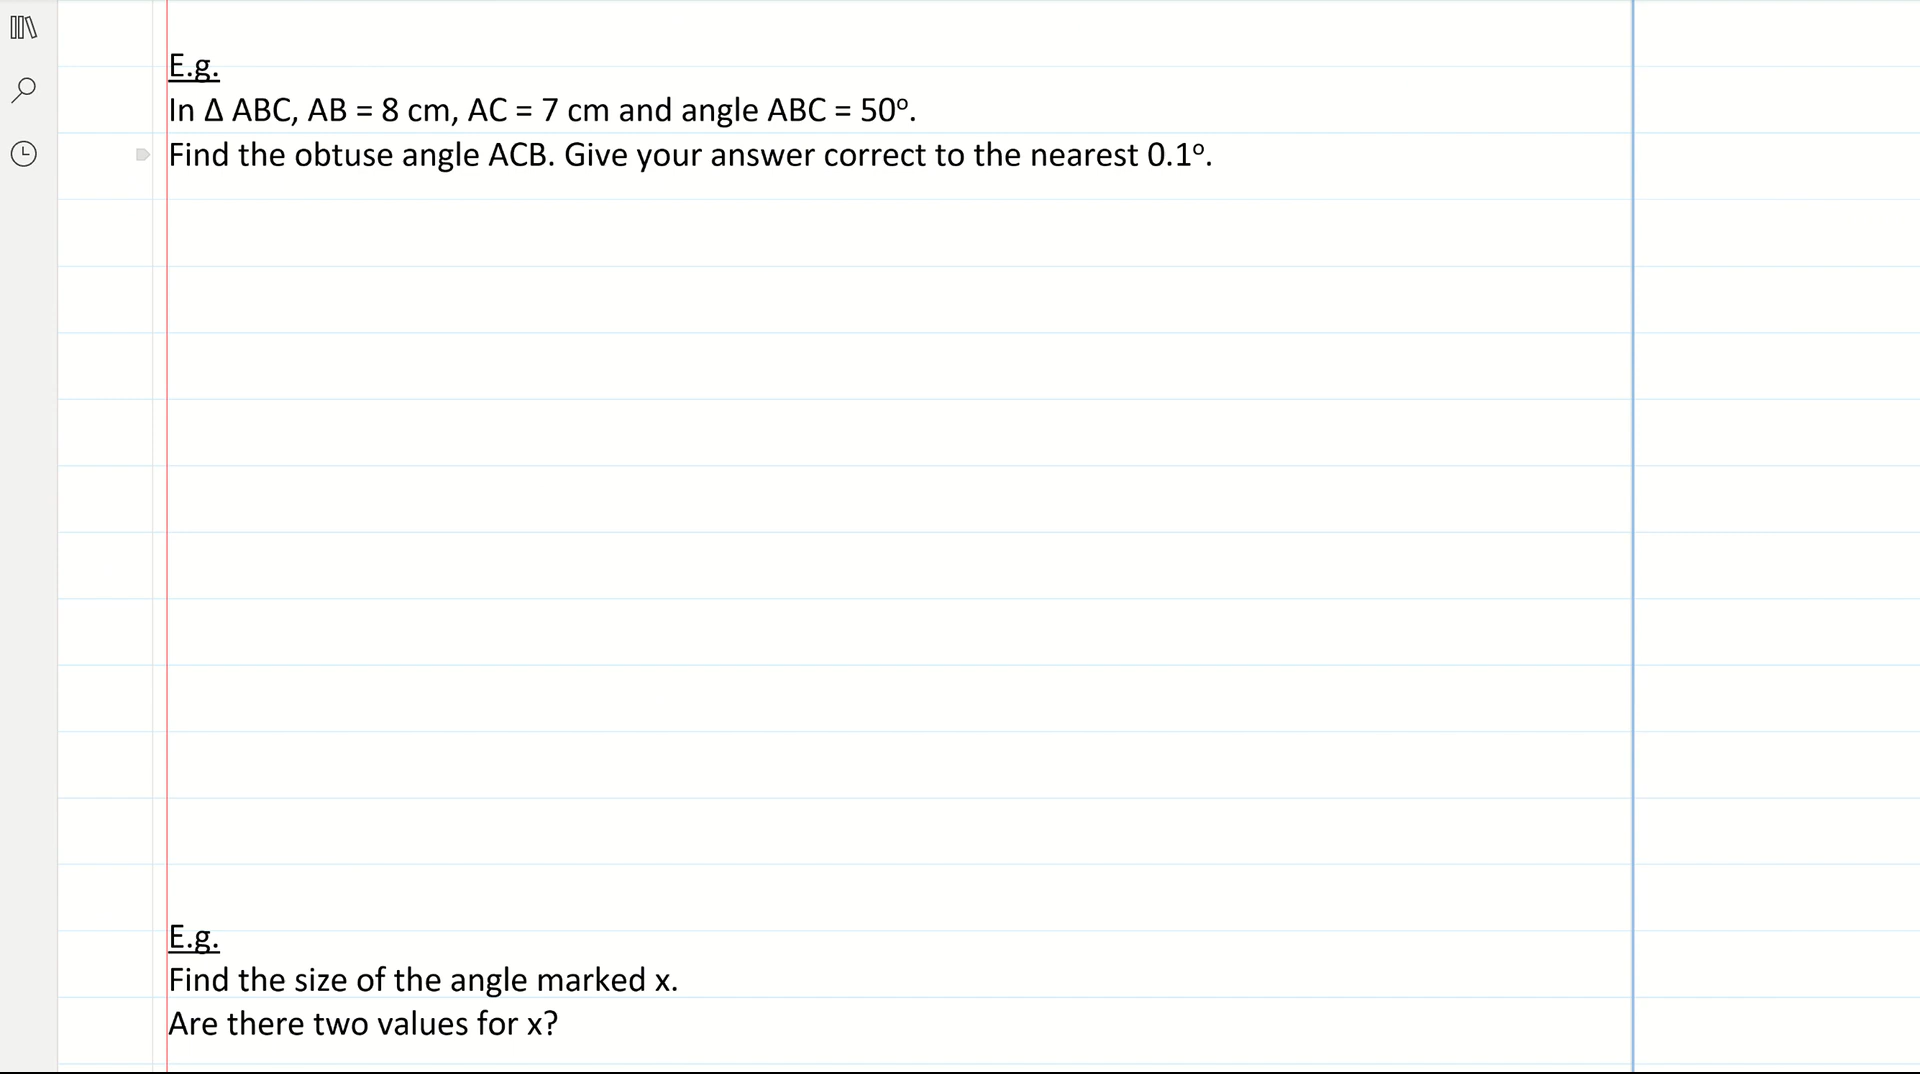 E.g.
In Δ ABC, AB = 8 cm, AC = 7 cm and angle ABC = 50º.
Find the obtuse angle ACB. Give your answer correct to the nearest 0.1º.
E.g.
Find the size of the angle marked x.
Are there two values for x?